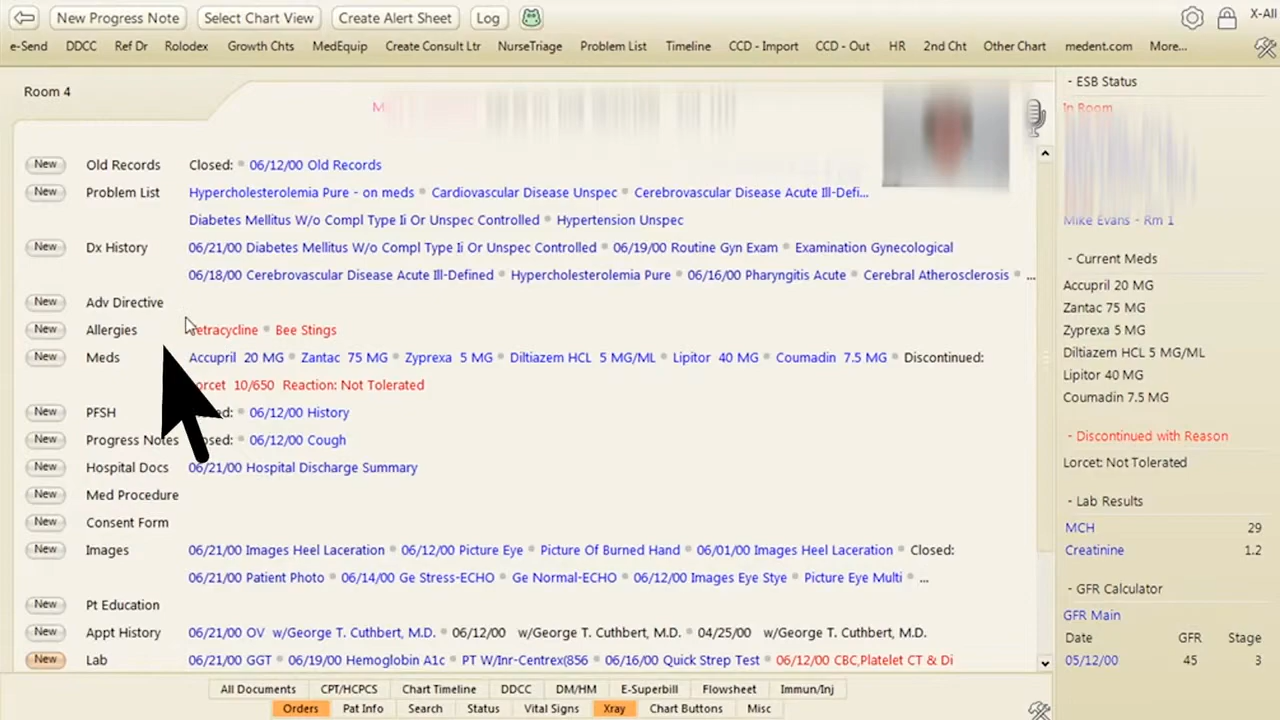 New Progress Note Select Chart View Create Alert Sheet Log X-All
e-Send DDCC Ref Dr Rolodex Growth Chts MedEquip Create Consult Ltr NurseTriage Problem List Timeline CCD - Import CCD - Out HR 2nd Cht Other Chart medent.com More...
Room 4
New Old Records Closed: 06/12/00 Old Records
New Problem List Hypercholesterolemia Pure - on meds Cardiovascular Disease Unspec Cerebrovascular Disease Acute Ill-Defi...
Diabetes Mellitus W/o Compl Type Ii Or Unspec Controlled Hypertension Unspec
New Dx History 06/21/00 Diabetes Mellitus W/o Compl Type Ii Or Unspec Controlled 06/19/00 Routine Gyn Exam Examination Gynecological
06/18/00 Cerebrovascular Disease Acute Ill-Defined Hypercholesterolemia Pure 06/16/00 Pharyngitis Acute Cerebral Atherosclerosis ...
New Adv Directive
New Allergies Tetracycline Bee Stings
New Meds Accupril 20 MG Zantac 75 MG Zyprexa 5 MG Diltiazem HCL 5 MG/ML Lipitor 40 MG Coumadin 7.5 MG Discontinued:
Lorcet 10/650 Reaction: Not Tolerated
New PFSH 06/12/00 History
New Progress Notes 06/12/00 Cough
New Hospital Docs 06/21/00 Hospital Discharge Summary
New Med Procedure
New Consent Form
New Images 06/21/00 Images Heel Laceration 06/12/00 Picture Eye Picture Of Burned Hand 06/01/00 Images Heel Laceration Closed:
06/21/00 Patient Photo 06/14/00 Ge Stress-ECHO Ge Normal-ECHO 06/12/00 Images Eye Stye Picture Eye Multi ...
New Pt Education
New Appt History 06/21/00 OV w/George T. Cuthbert, M.D. 06/12/00 w/George T. Cuthbert, M.D. 04/25/00 w/George T. Cuthbert, M.D.
New Lab 06/21/00 GGT 06/19/00 Hemoglobin A1c PT W/Inr-Centrex(856 06/16/00 Quick Strep Test 06/12/00 CBC,Platelet CT & Di
All Documents CPT/HCPCS Chart Timeline DDCC DM/HM E-Superbill Flowsheet Immun/Inj
Orders Pat Info Search Status Vital Signs Xray Chart Buttons Misc
- ESB Status
In Room
Mike Evans - Rm 1
- Current Meds
Accupril 20 MG
Zantac 75 MG
Zyprexa 5 MG
Diltiazem HCL 5 MG/ML
Lipitor 40 MG
Coumadin 7.5 MG
- Discontinued with Reason
Lorcet: Not Tolerated
- Lab Results
MCH 29
Creatinine 1.2
- GFR Calculator
GFR Main
Date GFR Stage
05/12/00 45 3